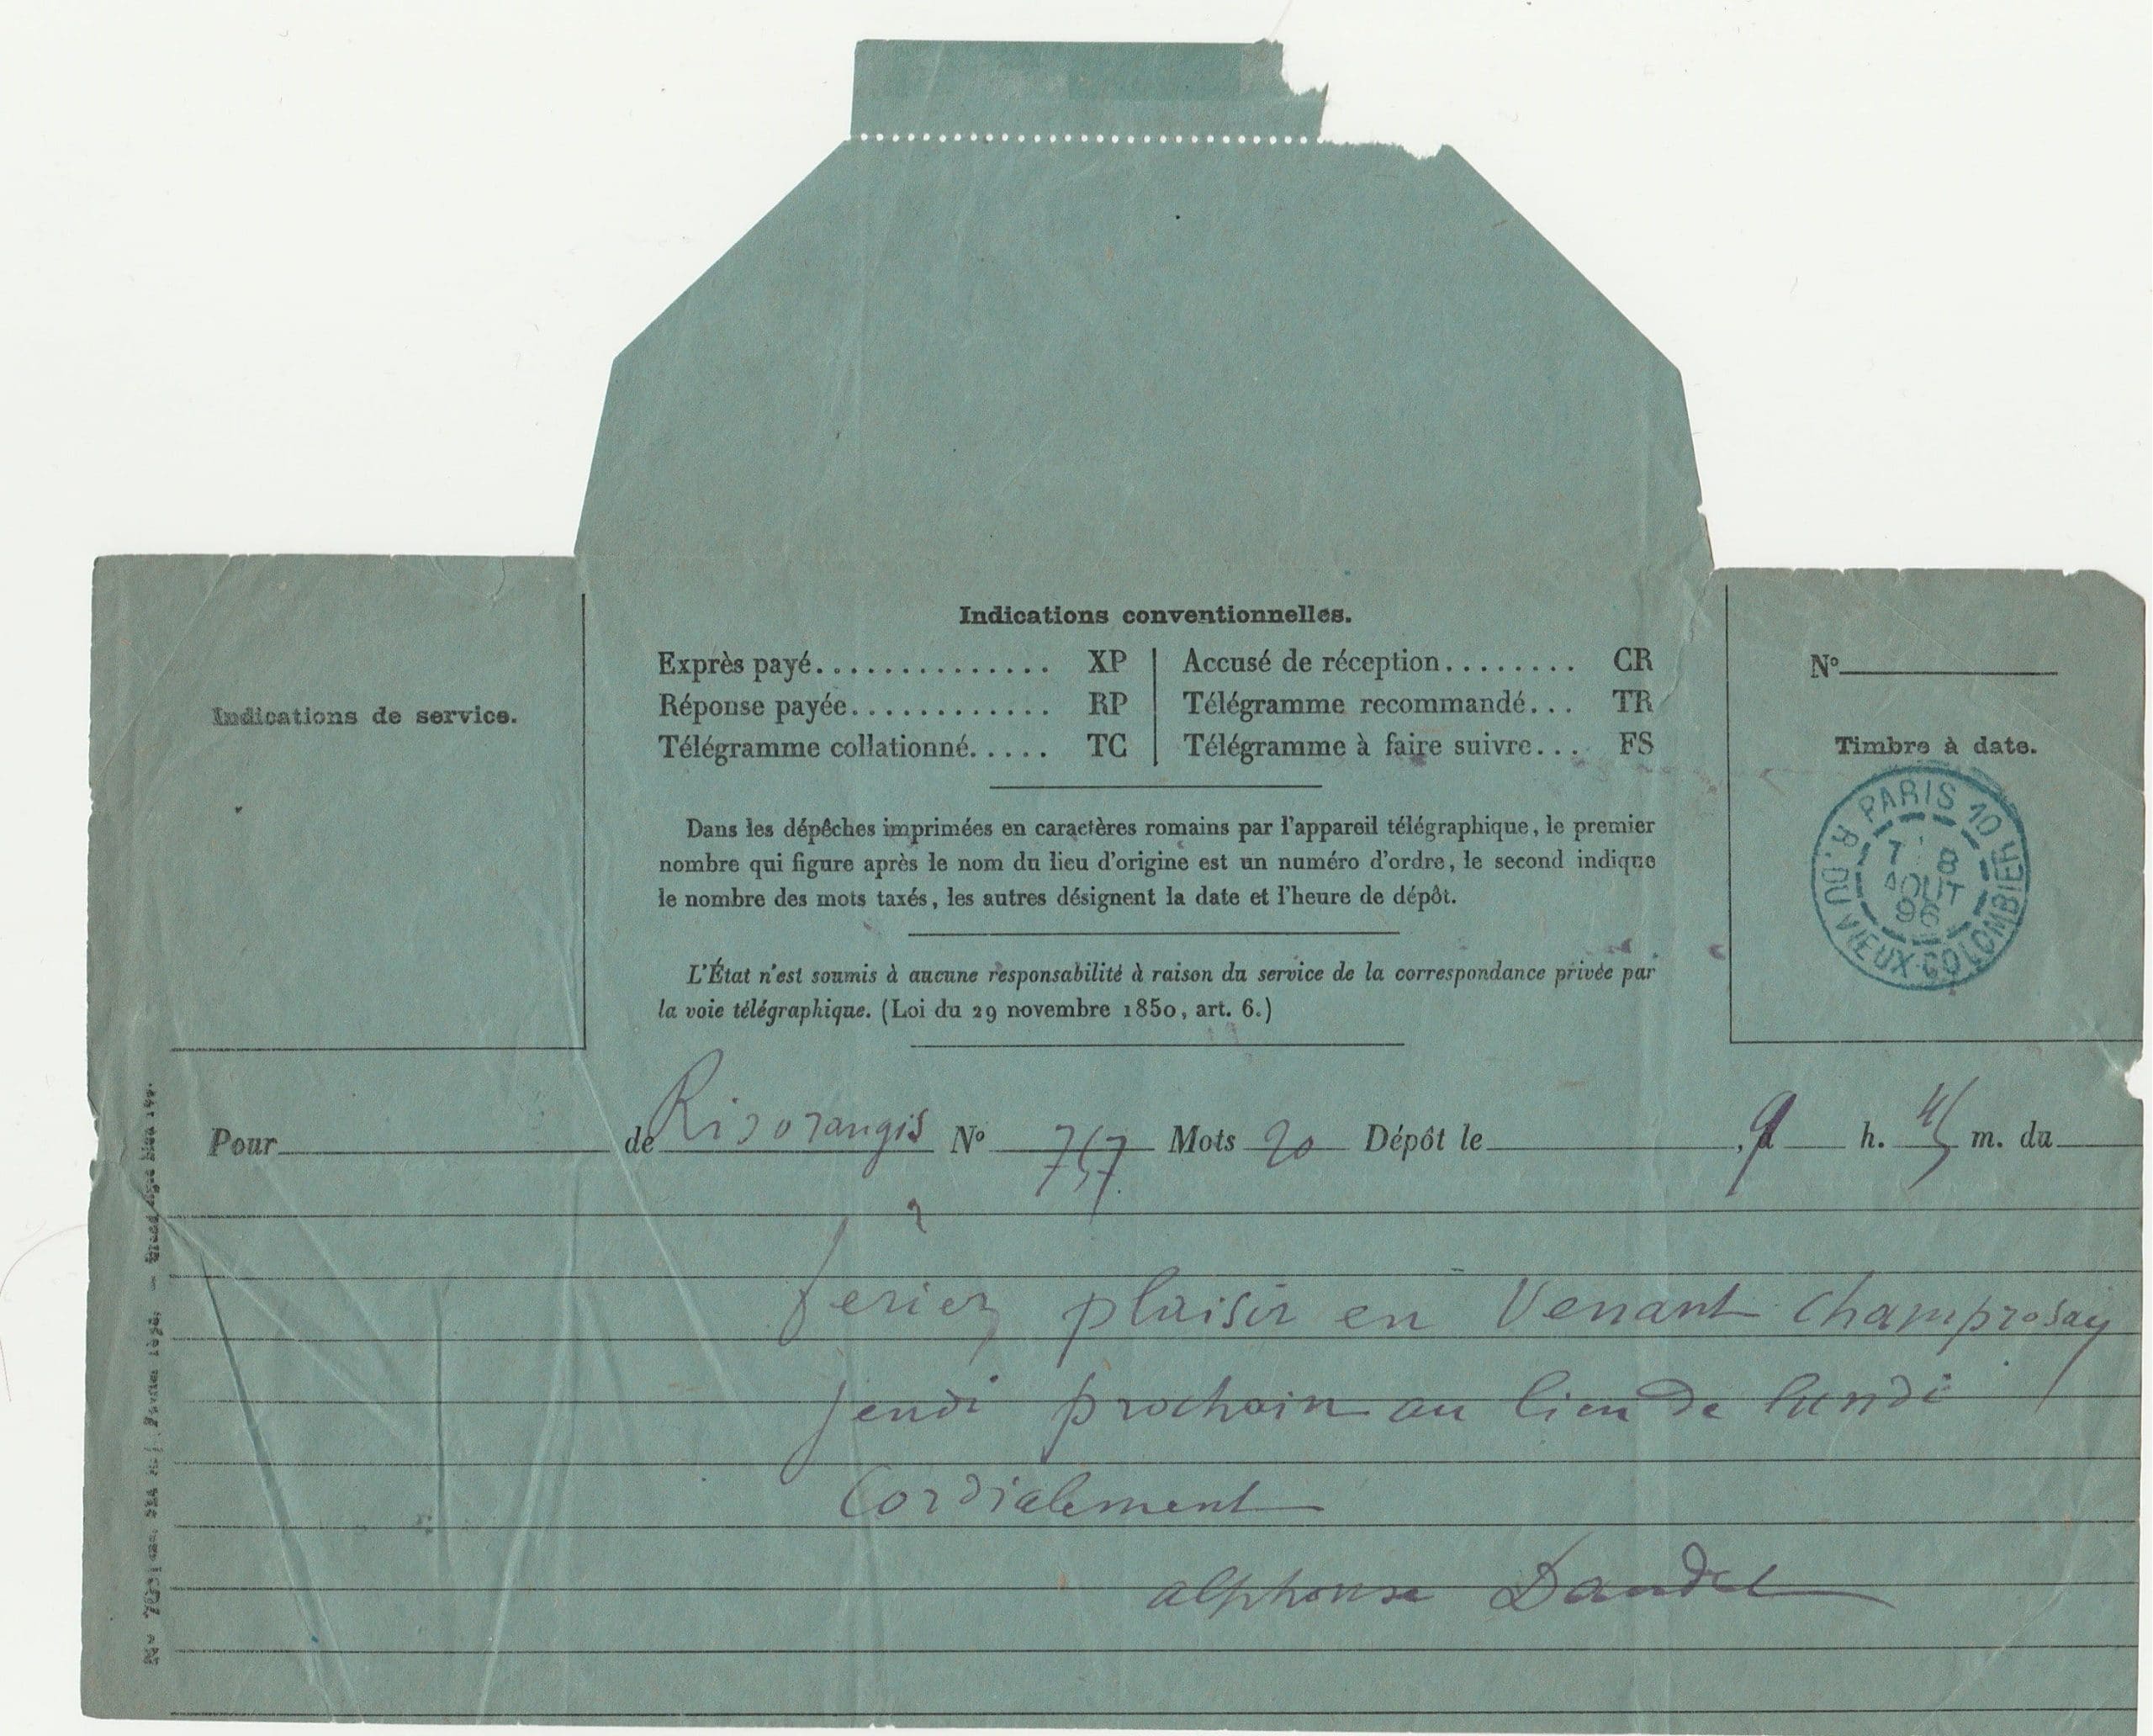 Indications conventionnelles.
Exprès payé.............. XP | Accusé de réception........ CR
Réponse payée............ RP | Télégramme recommandé... TR
Télégramme collationné..... TC | Télégramme à faire suivre... FS
Indications de service.
Dans les dépêches imprimées en caractères romains par l'appareil télégraphique, le premier
nombre qui figure après le nom du lieu d'origine est un numéro d'ordre, le second indique
le nombre des mots taxés, les autres désignent la date et l'heure de dépôt.
L'État n'est soumis à aucune responsabilité à raison du service de la correspondance privée par
la voie télégraphique. (Loi du 29 novembre 1850, art. 6.)
N°
Timbre à date.
PARIS 10
R. DU VIEUX-COLOMBIER
8
AOUT
96
Pour de Risorangis N° 757 Mots 20 Dépôt le , 9 h. 45 m. du
feriez plaisir en Venant Champrosay
jeudi prochain au lieu de lundi
Cordialement
alphonse Daudet